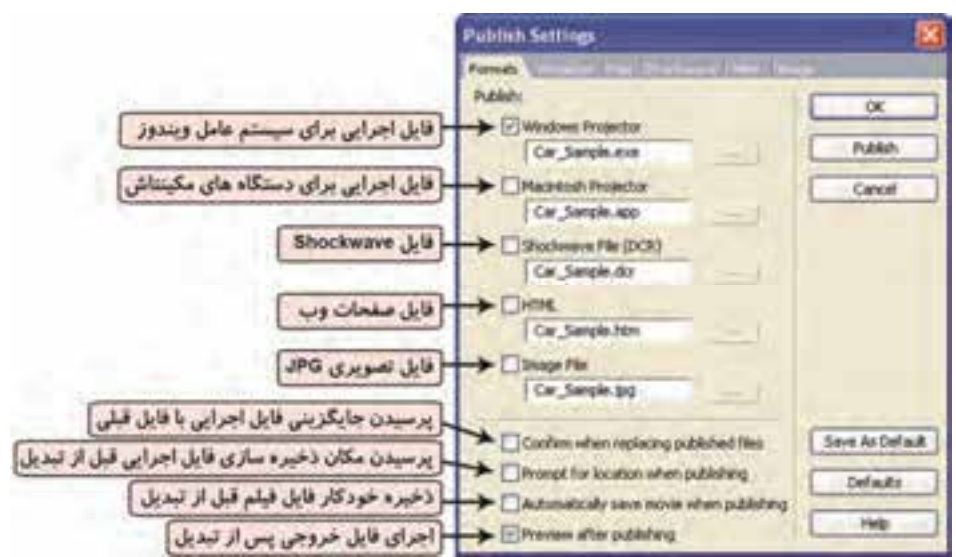 Publish Settings
Formats
Publish:
OK
فایل اجرایی برای سیستم عامل ویندوز
Windows Projector
Car_Sample.exe
Publish
فایل اجرایی برای دستگاه های مکینتاش
Macintosh Projector
Cancel
Car_Sample.app
فایل Shockwave
Shockwave File (DCR)
Car_Sample.dcr
فایل صفحات وب
HTML
Car_Sample.htm
فایل تصویری JPG
Image File
Car_Sample.jpg
پرسیدن جایگزینی فایل اجرایی با فایل قبلی
Confirm when replacing published files
Save As Default
پرسیدن مکان ذخیره سازی فایل اجرایی قبل از تبدیل
Prompt for location when publishing
Defaults
ذخیره خودکار فایل فیلم قبل از تبدیل
Automatically save movie when publishing
Help
اجرای فایل خروجی پس از تبدیل
Preview after publishing